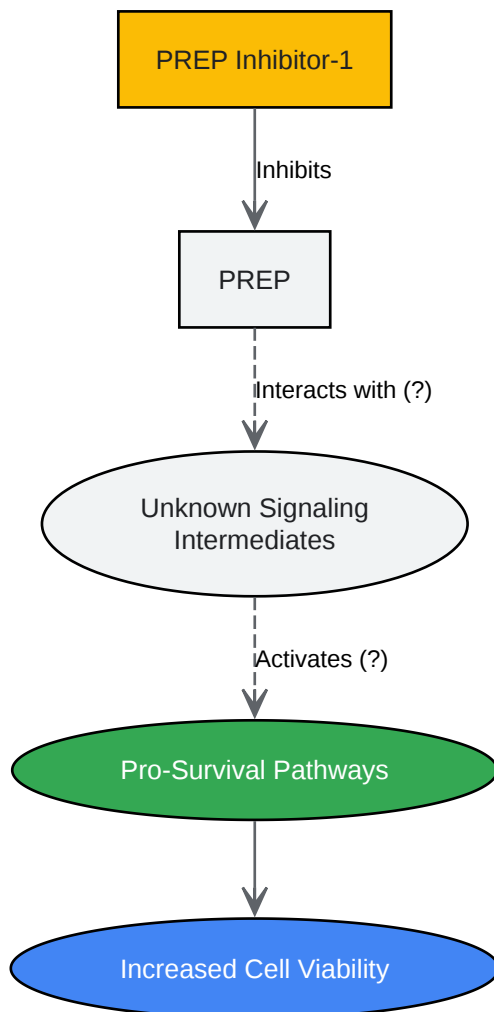 PREP Inhibitor-1
Inhibits
PREP
Interacts with (?)
Unknown Signaling
Intermediates
Activates (?)
Pro-Survival Pathways
Increased Cell Viability